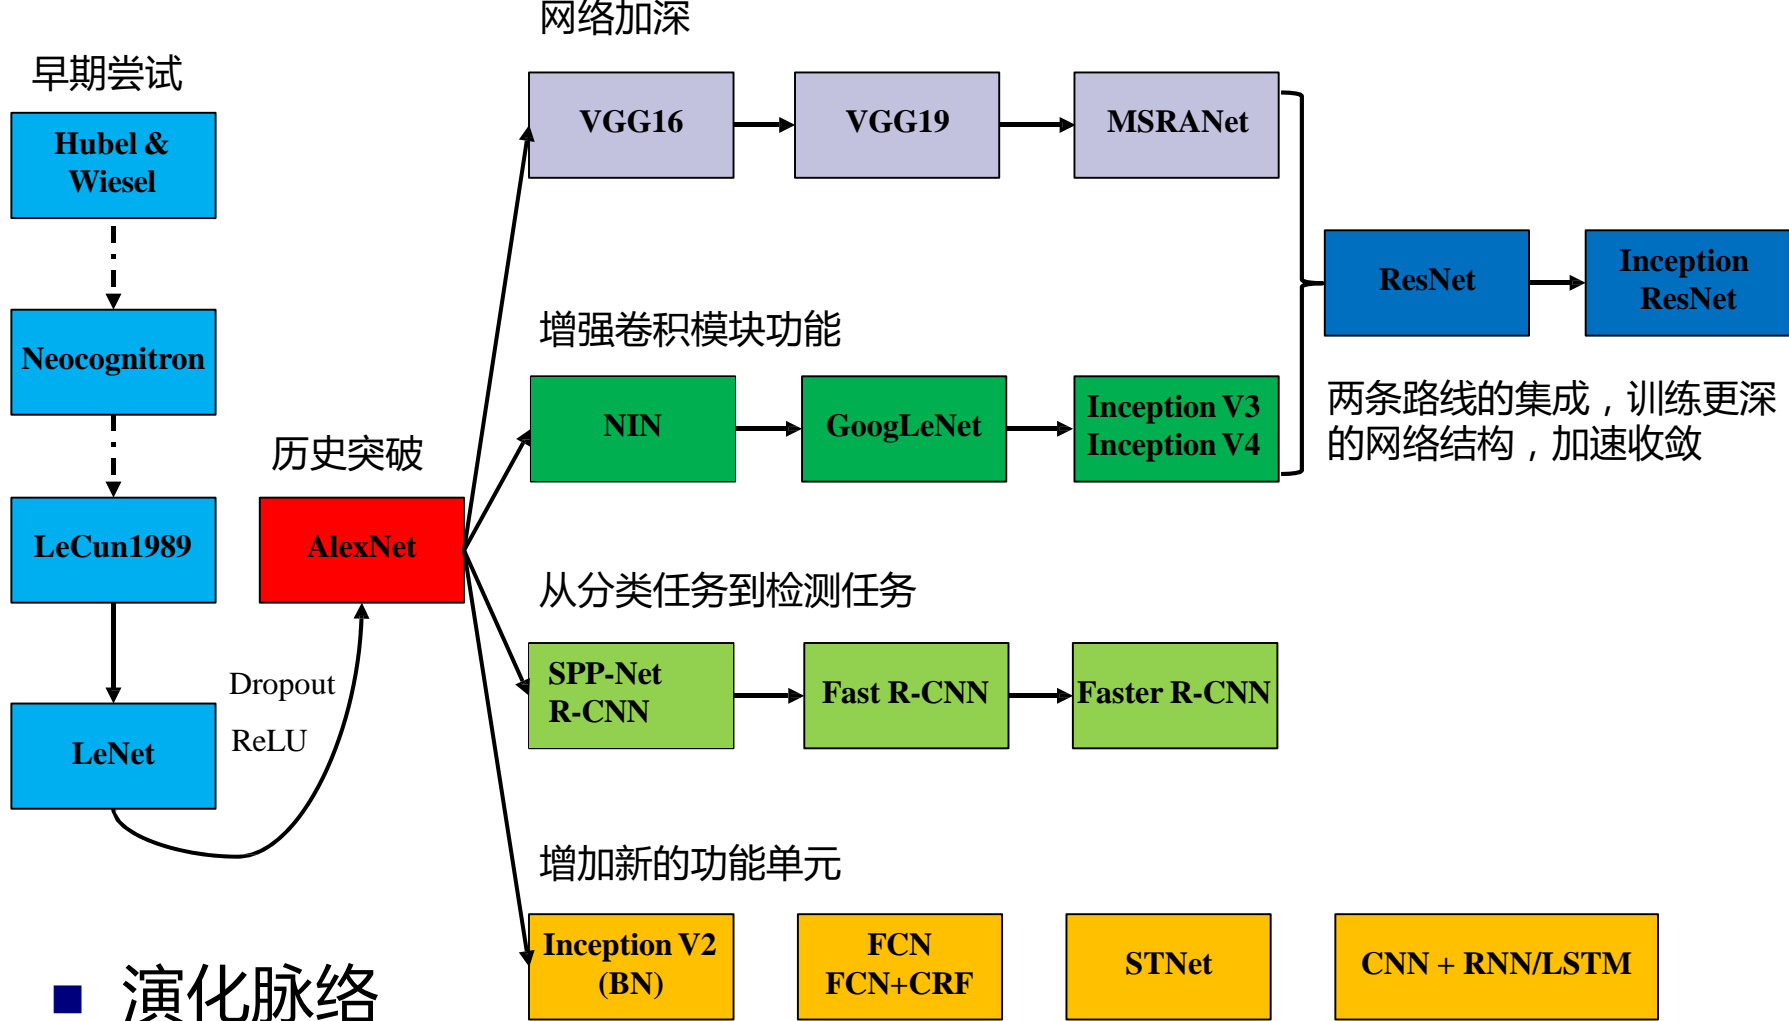 网络加深
早期尝试
Hubel &
Wiesel
VGG16
VGG19
MSRANet
Neocognitron
ResNet
Inception
ResNet
增强卷积模块功能
NIN
GoogLeNet
Inception V3
Inception V4
两条路线的集成，训练更深
的网络结构，加速收敛
历史突破
LeCun1989
AlexNet
从分类任务到检测任务
SPP-Net
R-CNN
Fast R-CNN
Faster R-CNN
Dropout
ReLU
LeNet
增加新的功能单元
Inception V2
(BN)
FCN
FCN+CRF
STNet
CNN + RNN/LSTM
演化脉络